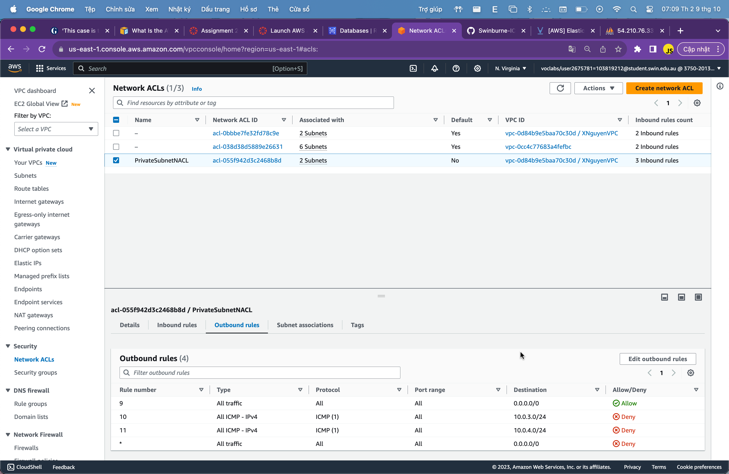 Google Chrome Tệp Chỉnh sửa Xem Nhật ký Dấu trang Hồ sơ Thẻ Cửa sổ Trợ giúp 07:09 Th 2 9 thg 10
"This case is What Is the A Assignment Launch AWS Databases | Network ACL Swinburne-IC [AWS] Elastic 54.210.76.3
us-east-1.console.aws.amazon.com/vpcconsole/home?region=us-east-1#acls: Cập nhật
aws Services Search [Option+S] N. Virginia voclabs/user2675781=103819212@student.swin.edu.au @ 3750-2013...
VPC dashboard
EC2 Global View New
Filter by VPC:
Select a VPC
Virtual private cloud
Your VPCs New
Subnets
Route tables
Internet gateways
Egress-only internet
gateways
Carrier gateways
DHCP option sets
Elastic IPs
Managed prefix lists
Endpoints
Endpoint services
NAT gateways
Peering connections
Security
Network ACLs
Security groups
DNS firewall
Rule groups
Domain lists
Network Firewall
Firewalls
Network ACLs (1/3) Info
Actions Create network ACL
Find resources by attribute or tag 1
Name Network ACL ID Associated with Default VPC ID Inbound rules count
– acl-0bbbe7fe32fd78c9e 2 Subnets Yes vpc-0d84b9e5baa70c30d / XNguyenVPC 2 Inbound rules
– acl-038d38d5889e26631 6 Subnets Yes vpc-0cc4c77683a4fefbc 2 Inbound rules
PrivateSubnetNACL acl-055f942d3c2468b8d 2 Subnets No vpc-0d84b9e5baa70c30d / XNguyenVPC 3 Inbound rules
acl-055f942d3c2468b8d / PrivateSubnetNACL
Details Inbound rules Outbound rules Subnet associations Tags
Outbound rules (4) Edit outbound rules
Filter outbound rules 1
Rule number Type Protocol Port range Destination Allow/Deny
9 All traffic All All 0.0.0.0/0 Allow
10 All ICMP - IPv4 ICMP (1) All 10.0.3.0/24 Deny
11 All ICMP - IPv4 ICMP (1) All 10.0.4.0/24 Deny
* All traffic All All 0.0.0.0/0 Deny
CloudShell Feedback © 2023, Amazon Web Services, Inc. or its affiliates. Privacy Terms Cookie preferences